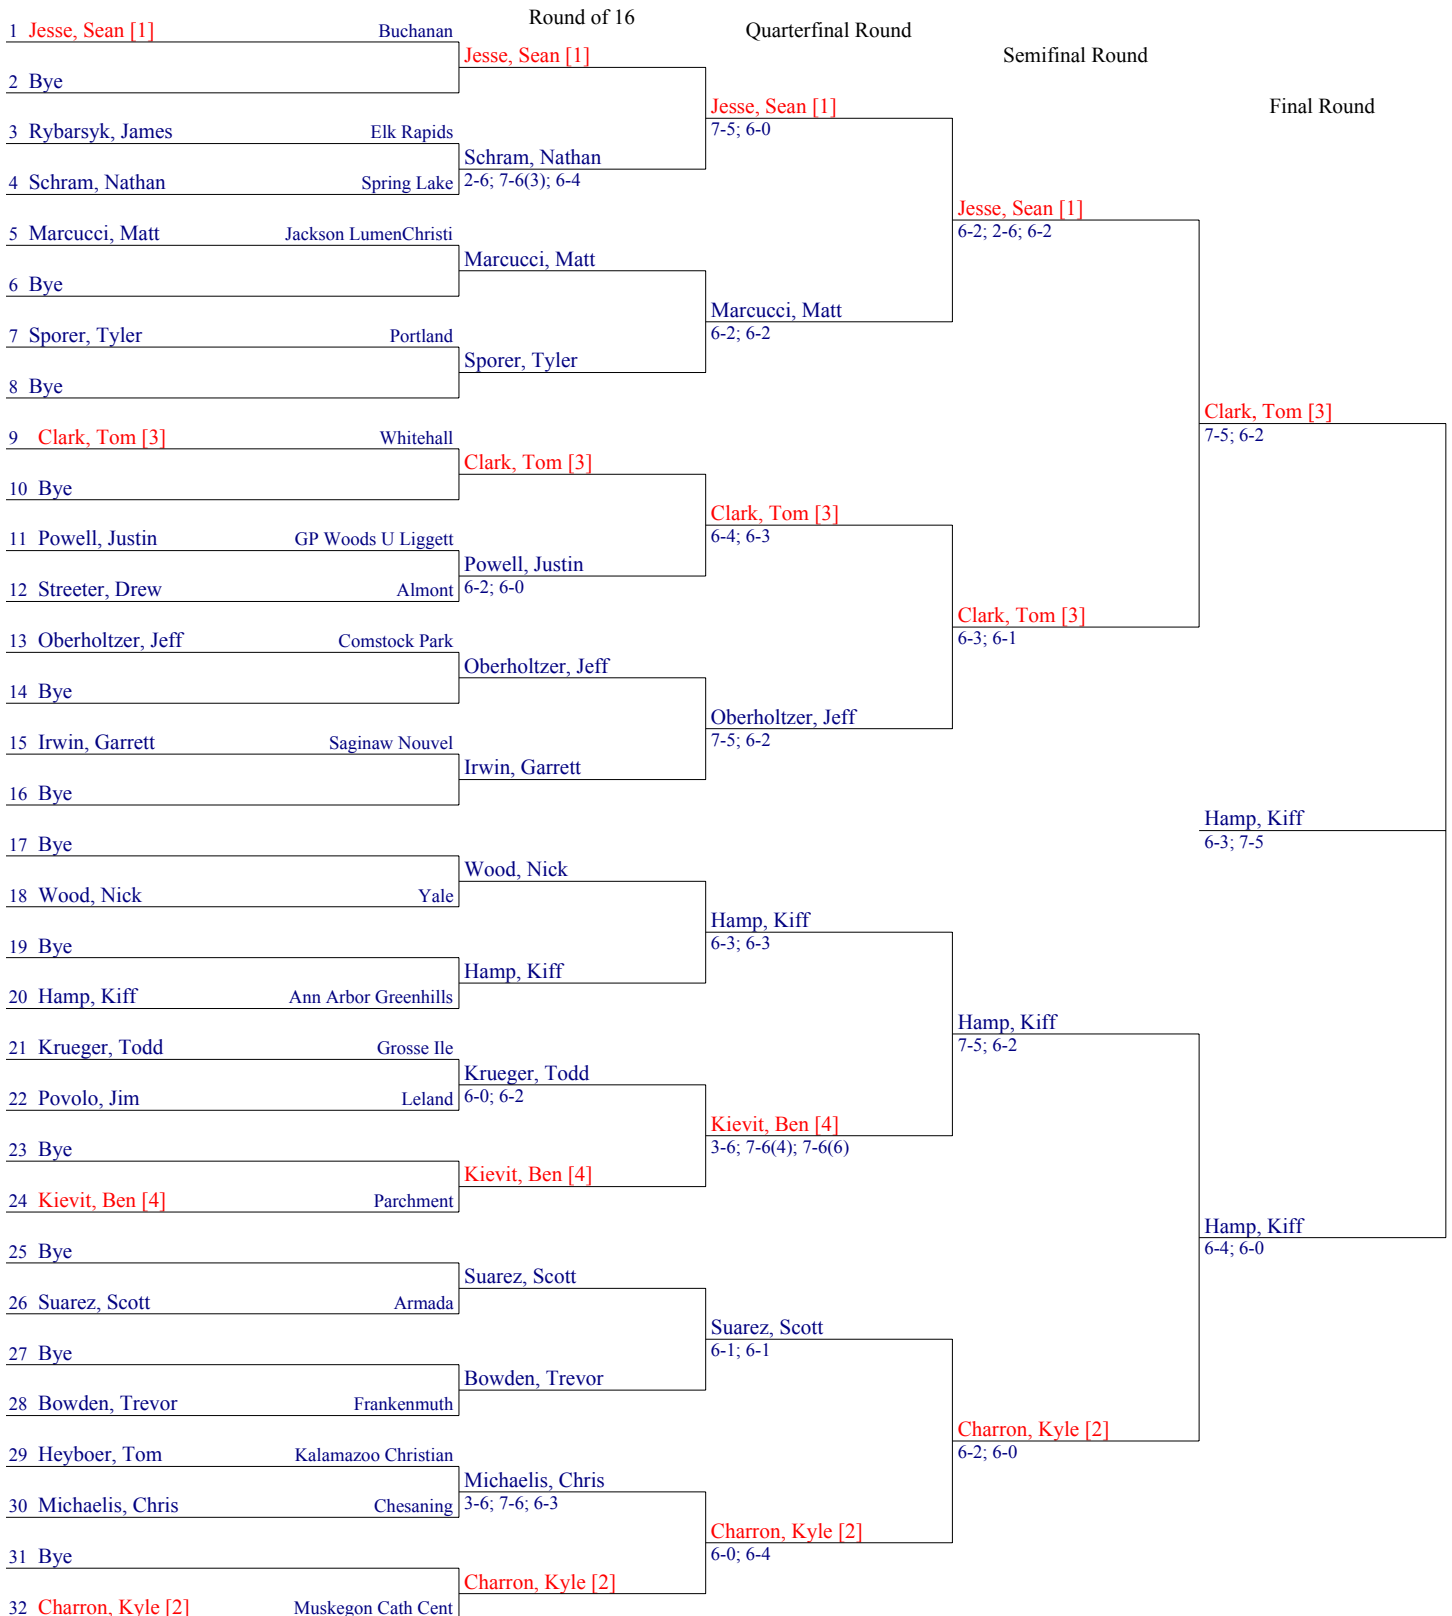 Round of 16
Quarterfinal Round
Semifinal Round
Final Round
1 Jesse, Sean [1] Buchanan
2 Bye
3 Rybarsyk, James Elk Rapids
4 Schram, Nathan Spring Lake
5 Marcucci, Matt Jackson LumenChristi
6 Bye
7 Sporer, Tyler Portland
8 Bye
9 Clark, Tom [3] Whitehall
10 Bye
11 Powell, Justin GP Woods U Liggett
12 Streeter, Drew Almont
13 Oberholtzer, Jeff Comstock Park
14 Bye
15 Irwin, Garrett Saginaw Nouvel
16 Bye
17 Bye
18 Wood, Nick Yale
19 Bye
20 Hamp, Kiff Ann Arbor Greenhills
21 Krueger, Todd Grosse Ile
22 Povolo, Jim Leland
23 Bye
24 Kievit, Ben [4] Parchment
25 Bye
26 Suarez, Scott Armada
27 Bye
28 Bowden, Trevor Frankenmuth
29 Heyboer, Tom Kalamazoo Christian
30 Michaelis, Chris Chesaning
31 Bye
32 Charron, Kyle [2] Muskegon Cath Cent
Jesse, Sean [1]
Schram, Nathan
2-6; 7-6(3); 6-4
Marcucci, Matt
Sporer, Tyler
Clark, Tom [3]
Powell, Justin
6-2; 6-0
Oberholtzer, Jeff
Irwin, Garrett
Wood, Nick
Hamp, Kiff
Krueger, Todd
6-0; 6-2
Kievit, Ben [4]
Suarez, Scott
Bowden, Trevor
Michaelis, Chris
3-6; 7-6; 6-3
Charron, Kyle [2]
Jesse, Sean [1]
7-5; 6-0
Marcucci, Matt
6-2; 6-2
Clark, Tom [3]
6-4; 6-3
Oberholtzer, Jeff
7-5; 6-2
Hamp, Kiff
6-3; 6-3
Kievit, Ben [4]
3-6; 7-6(4); 7-6(6)
Suarez, Scott
6-1; 6-1
Charron, Kyle [2]
6-0; 6-4
Jesse, Sean [1]
6-2; 2-6; 6-2
Clark, Tom [3]
6-3; 6-1
Hamp, Kiff
7-5; 6-2
Charron, Kyle [2]
6-2; 6-0
Clark, Tom [3]
7-5; 6-2
Hamp, Kiff
6-3; 7-5
Hamp, Kiff
6-4; 6-0